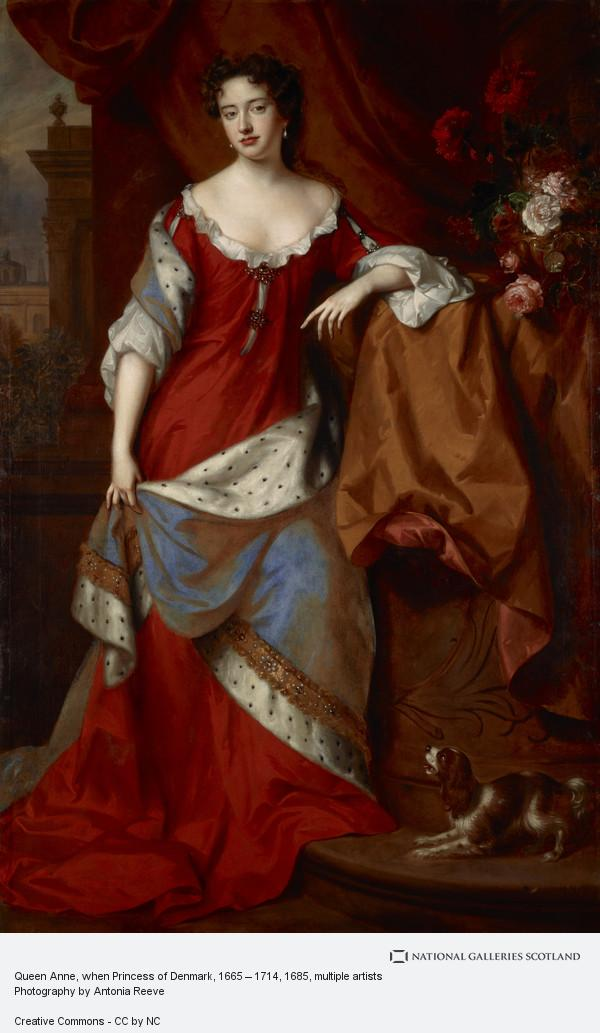 NATIONAL GALLERIES SCOTLAND
Queen Anne, when Princess of Denmark, 1665 – 1714, 1685, multiple artists
Photography by Antonia Reeve
Creative Commons - CC by NC